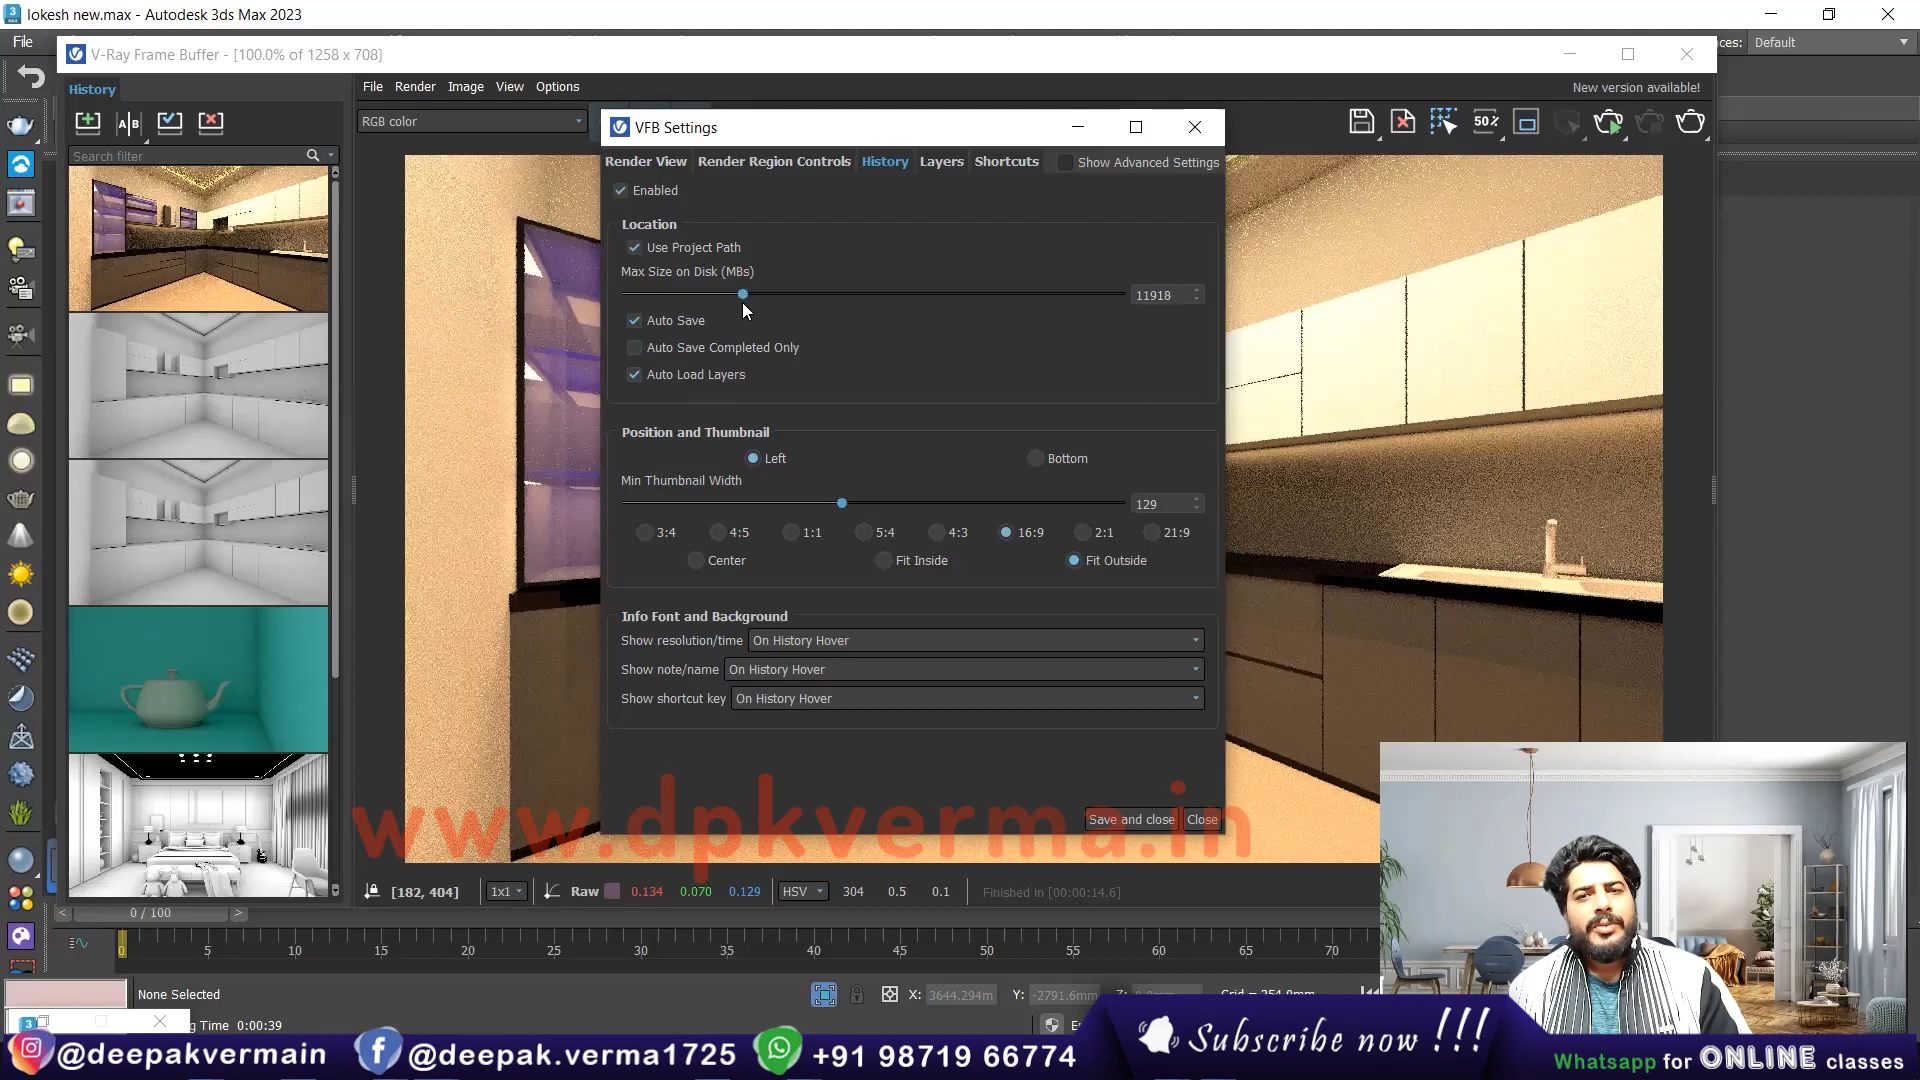 lokesh new.max - Autodesk 3ds Max 2023
File
ces: Default
V-Ray Frame Buffer - [100.0% of 1258 x 708]
History
File Render Image View Options
New version available!
A|B
RGB color
50%
Search filter
VFB Settings
Render View Render Region Controls History Layers Shortcuts Show Advanced Settings
Enabled
Location
Use Project Path
Max Size on Disk (MBs)
11918
Auto Save
Auto Save Completed Only
Auto Load Layers
Position and Thumbnail
Left Bottom
Min Thumbnail Width
129
3:4 4:5 1:1 5:4 4:3 16:9 2:1 21:9
Center Fit Inside Fit Outside
Info Font and Background
Show resolution/time On History Hover
Show note/name On History Hover
Show shortcut key On History Hover
Save and close Close
www.dpkverma.in
[182, 404] 1x1 Raw 0.134 0.070 0.129 HSV 304 0.5 0.1 Finished in [00:00:14.6]
< 0 / 100 >
0 5 10 15 20 25 30 35 40 45 50 55 60 65 70
None Selected
X: 3644.294m Y: -2791.6mm Z: 0.0mm Grid = 254.0mm
g Time 0:00:39
@deepakvermain
@deepak.verma1725
+91 98719 66774
Subscribe now !!!
Whatsapp for ONLINE classes